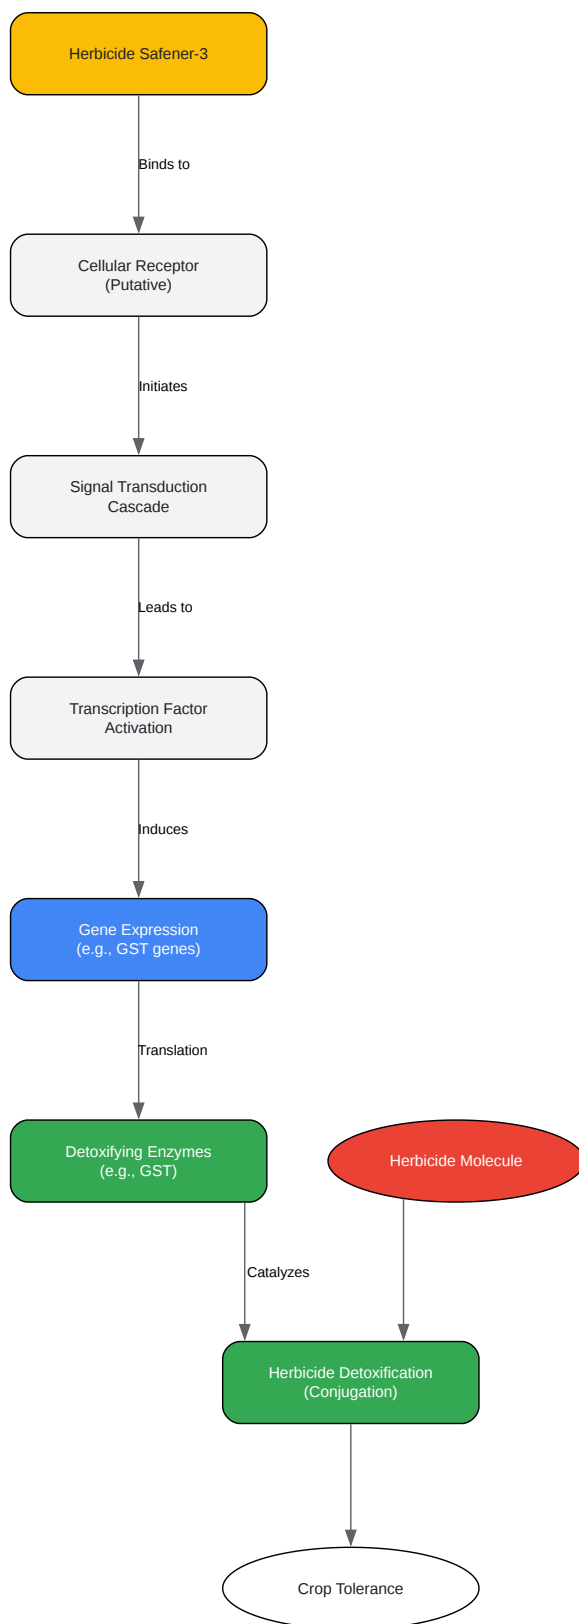 Herbicide Safener-3
Binds to
Cellular Receptor
(Putative)
Initiates
Signal Transduction
Cascade
Leads to
Transcription Factor
Activation
Induces
Gene Expression
(e.g., GST genes)
Translation
Detoxifying Enzymes
(e.g., GST)
Herbicide Molecule
Catalyzes
Herbicide Detoxification
(Conjugation)
Crop Tolerance